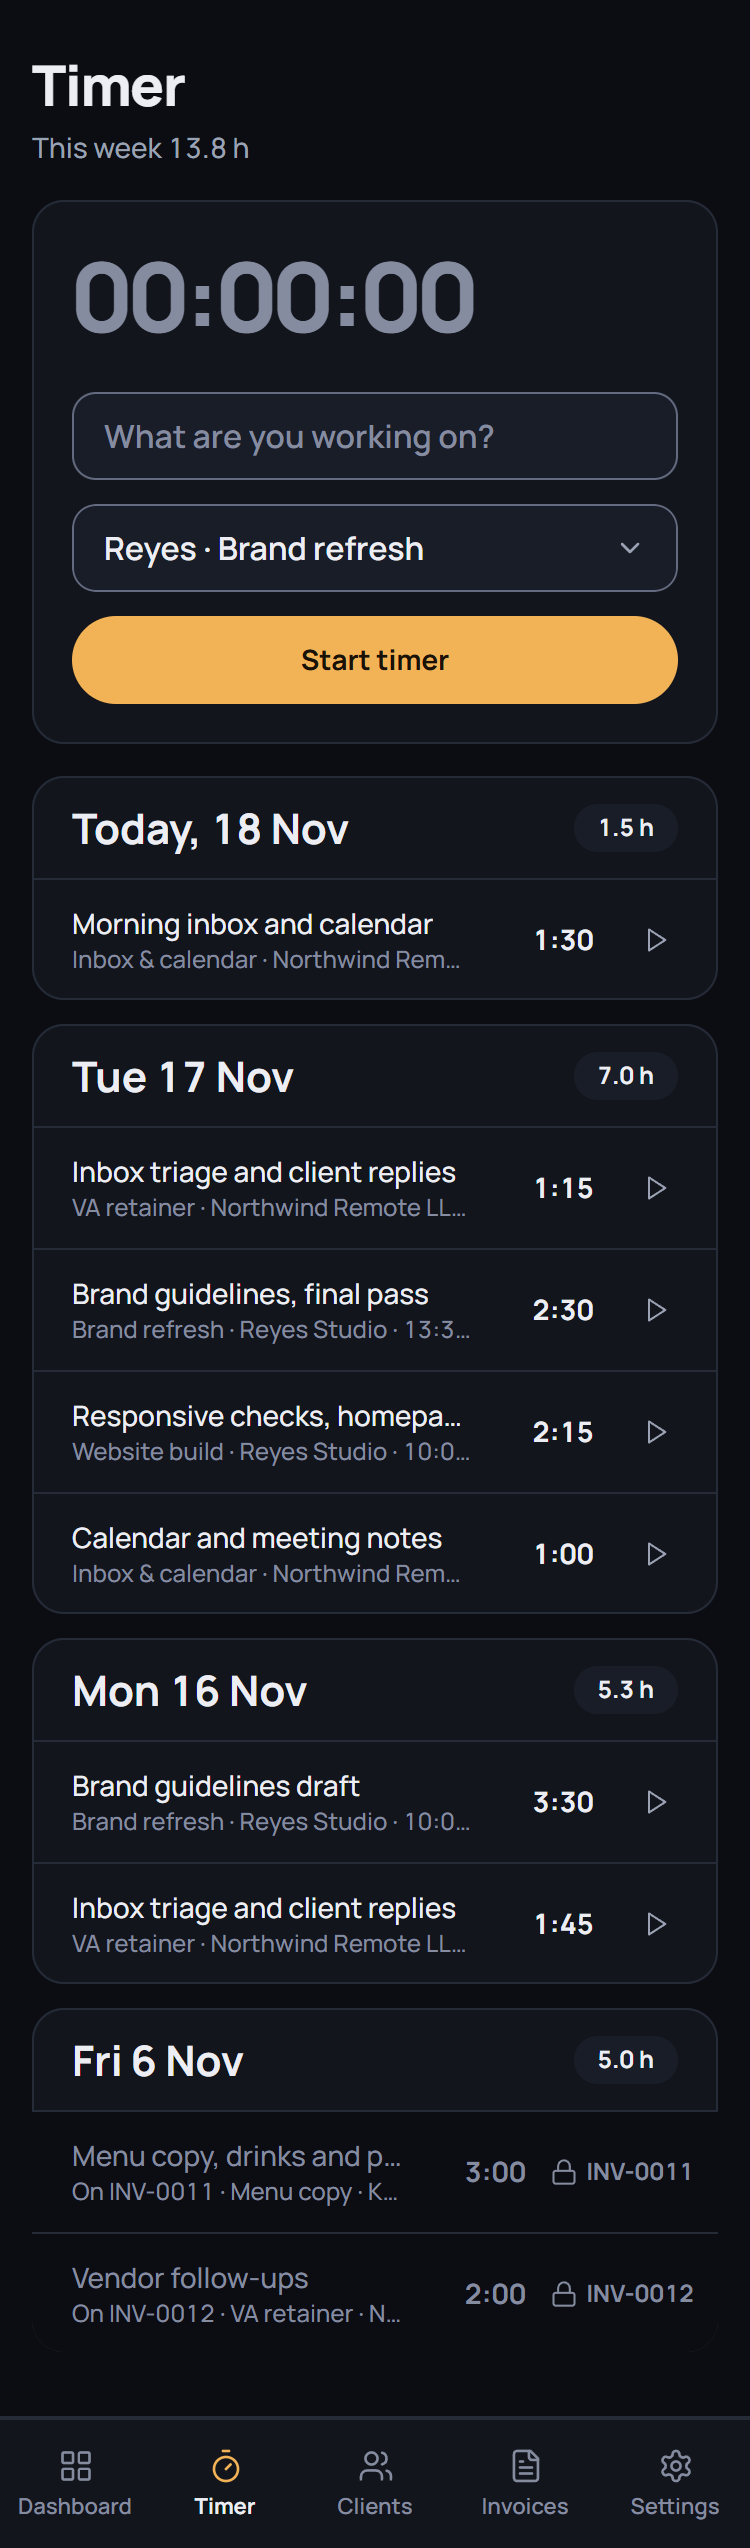 Timer
This week 13.8 h
00:00:00
What are you working on?
Reyes · Brand refresh
Start timer
Today, 18 Nov
1.5 h
Morning inbox and calendar
Inbox & calendar · Northwind Rem…
1:30
Tue 17 Nov
7.0 h
Inbox triage and client replies
VA retainer · Northwind Remote LL…
1:15
Brand guidelines, final pass
Brand refresh · Reyes Studio · 13:3…
2:30
Responsive checks, homepa…
Website build · Reyes Studio · 10:0…
2:15
Calendar and meeting notes
Inbox & calendar · Northwind Rem…
1:00
Mon 16 Nov
5.3 h
Brand guidelines draft
Brand refresh · Reyes Studio · 10:0…
3:30
Inbox triage and client replies
VA retainer · Northwind Remote LL…
1:45
Fri 6 Nov
5.0 h
Menu copy, drinks and p…
On INV-0011 · Menu copy · K…
3:00
INV-0011
Vendor follow-ups
On INV-0012 · VA retainer · N…
2:00
INV-0012
Dashboard
Timer
Clients
Invoices
Settings